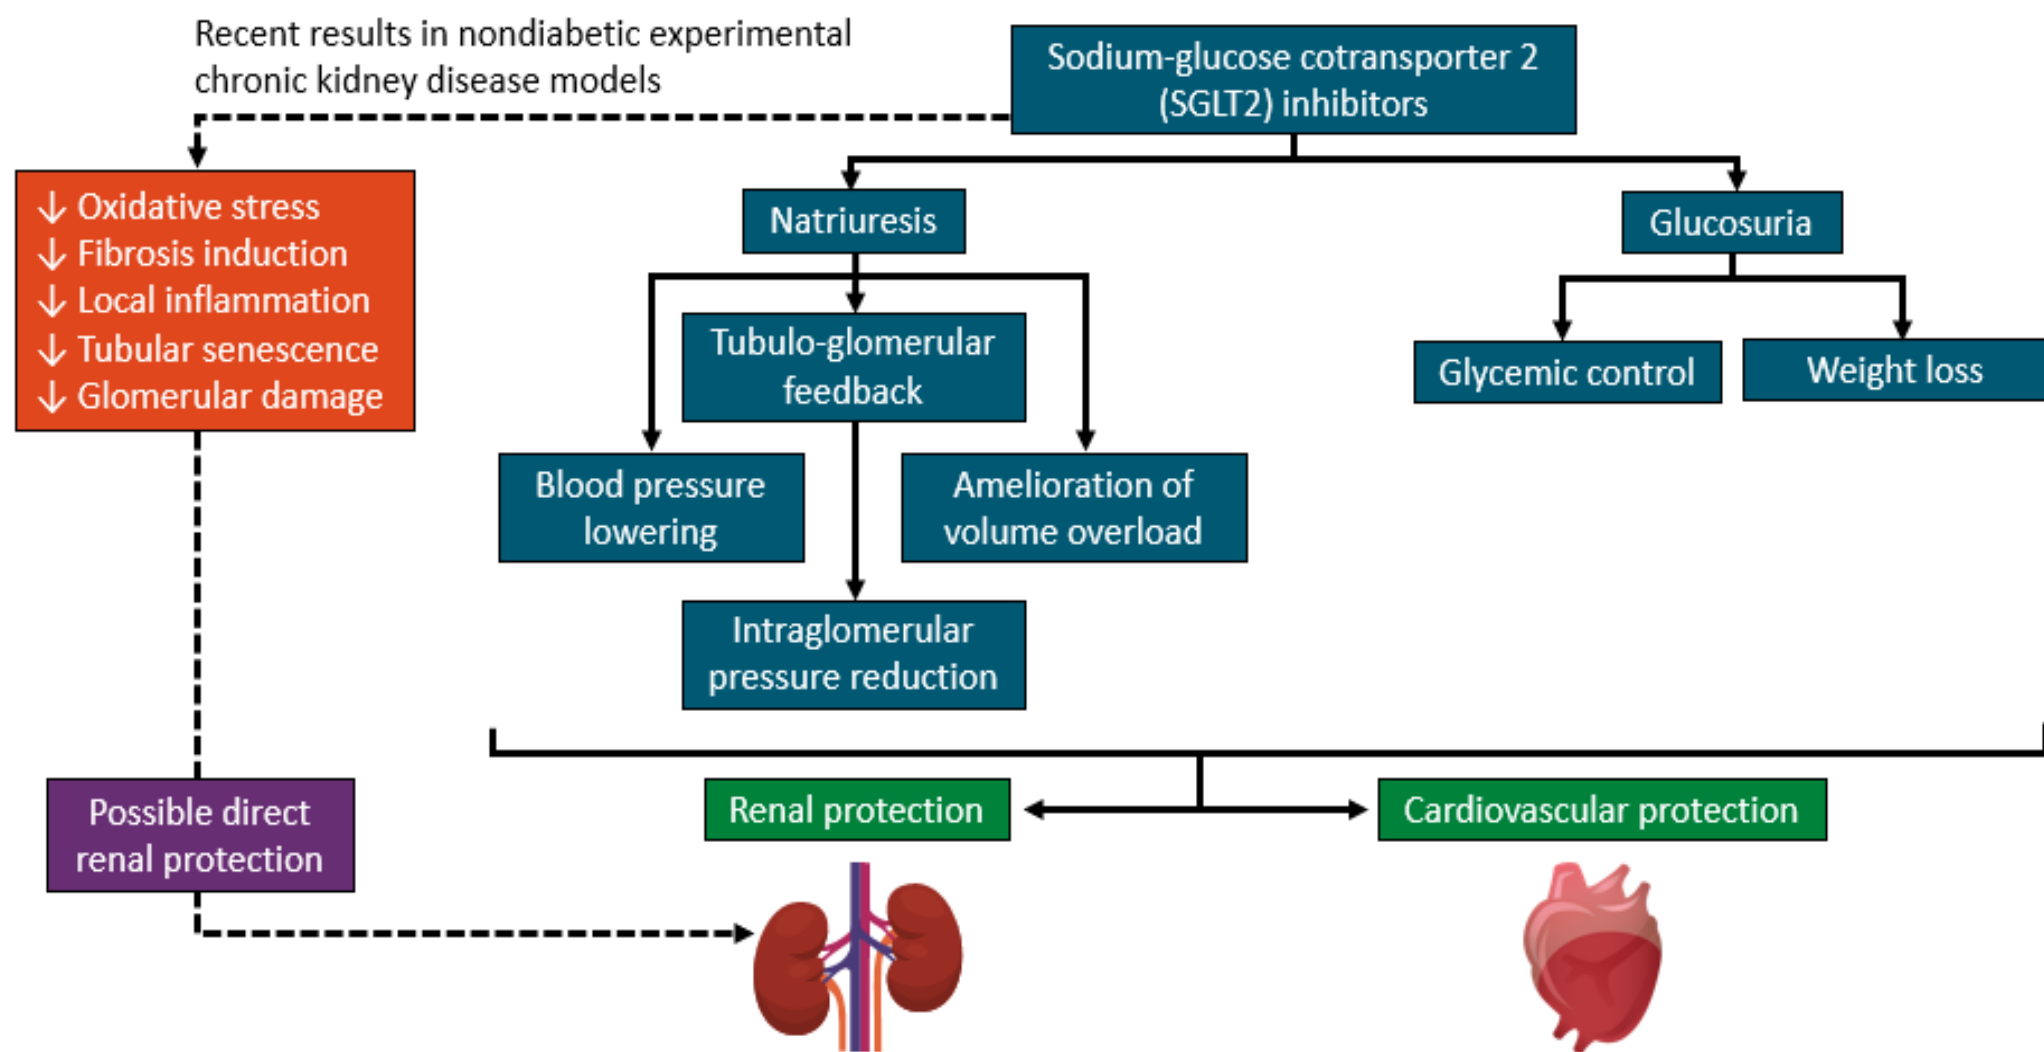 Recent results in nondiabetic experimental
chronic kidney disease models
Sodium-glucose cotransporter 2
(SGLT2) inhibitors
↓ Oxidative stress
↓ Fibrosis induction
↓ Local inflammation
↓ Tubular senescence
↓ Glomerular damage
Natriuresis
Glucosuria
Tubulo-glomerular
feedback
Glycemic control
Weight loss
Blood pressure
lowering
Amelioration of
volume overload
Intraglomerular
pressure reduction
Possible direct
renal protection
Renal protection
Cardiovascular protection